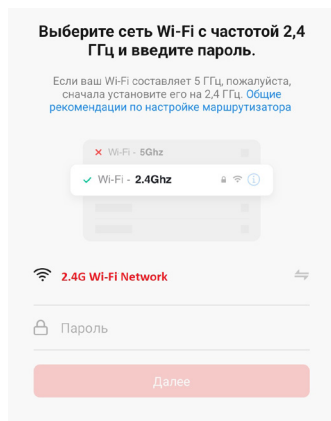 Выберите сеть Wi-Fi с частотой 2,4
ГГц и введите пароль.
Если ваш Wi-Fi составляет 5 ГГц, пожалуйста,
сначала установите его на 2,4 ГГц. Общие
рекомендации по настройке маршрутизатора
Wi-Fi - 5Ghz
Wi-Fi - 2.4Ghz
2.4G Wi-Fi Network
Пароль
Далее